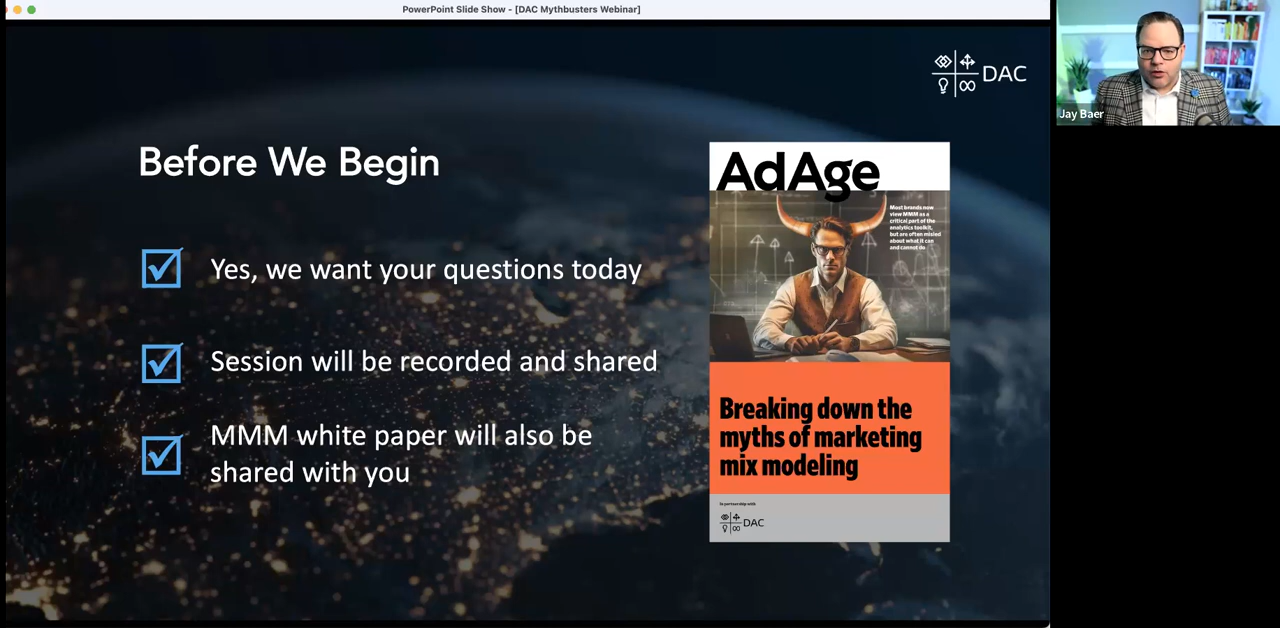 PowerPoint Slide Show - [DAC Mythbusters Webinar]
DAC
Jay Baer
Before We Begin
Yes, we want your questions today
Session will be recorded and shared
MMM white paper will also be
shared with you
AdAge
Most brands now
view MMM as a
critical part of the
analytics toolkit,
but are often misled
about what it can
and cannot do
Breaking down the
myths of marketing
mix modeling
In partnership with
DAC